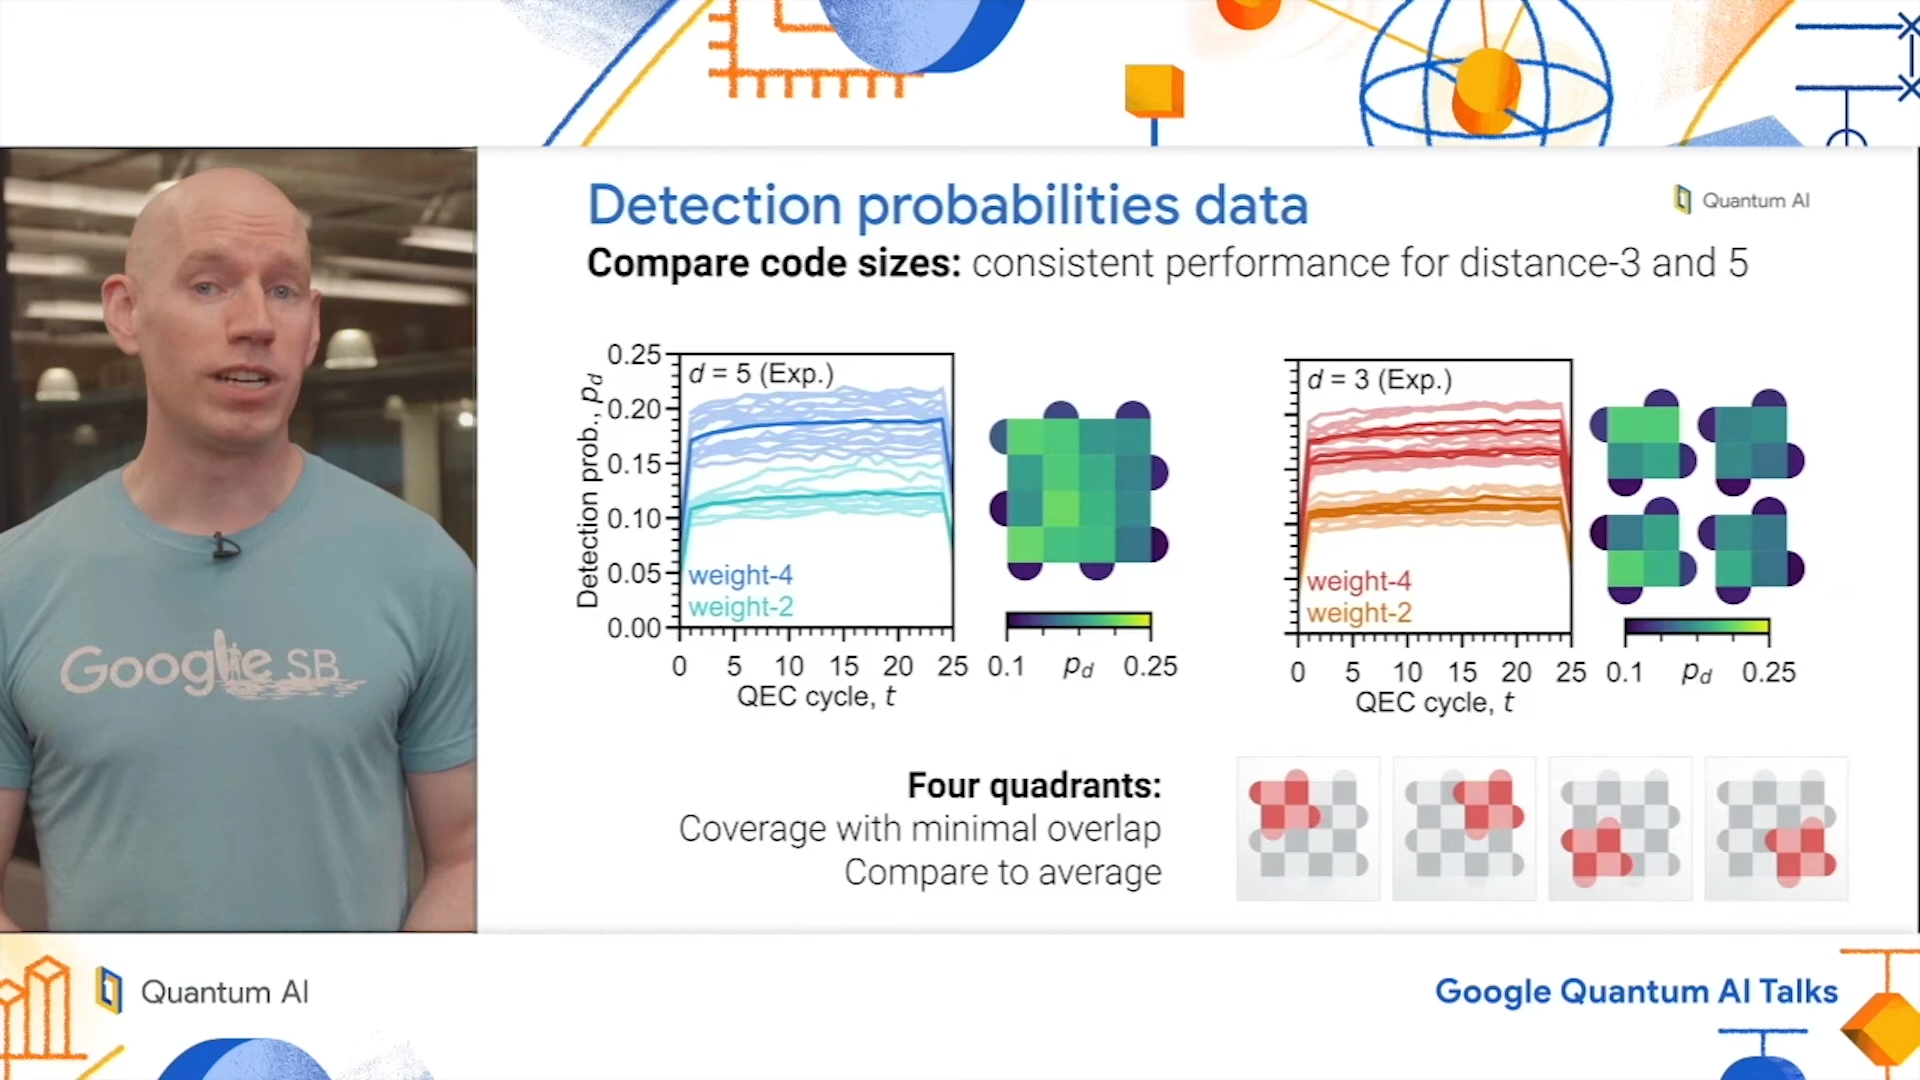 Detection probabilities data
Quantum AI
Compare code sizes: consistent performance for distance-3 and 5
0.25
0.20
0.15
0.10
0.05
0.00
Detection prob., pd
d = 5 (Exp.)
weight-4
weight-2
0 5 10 15 20 25
QEC cycle, t
0.1 pd 0.25
d = 3 (Exp.)
weight-4
weight-2
0 5 10 15 20 25
QEC cycle, t
0.1 pd 0.25
Four quadrants:
Coverage with minimal overlap
Compare to average
Google SB
Quantum AI
Google Quantum AI Talks